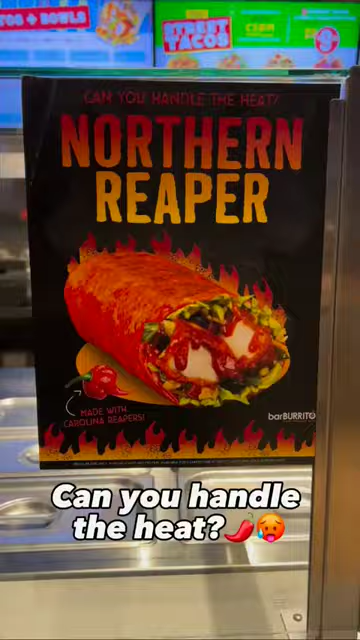 TOS + BOWLS
STREET
TACOS
CAN YOU HANDLE THE HEAT?
NORTHERN
REAPER
MADE WITH
CAROLINA REAPERS!
barBURRITO
Can you handle
the heat?🌶️🥵